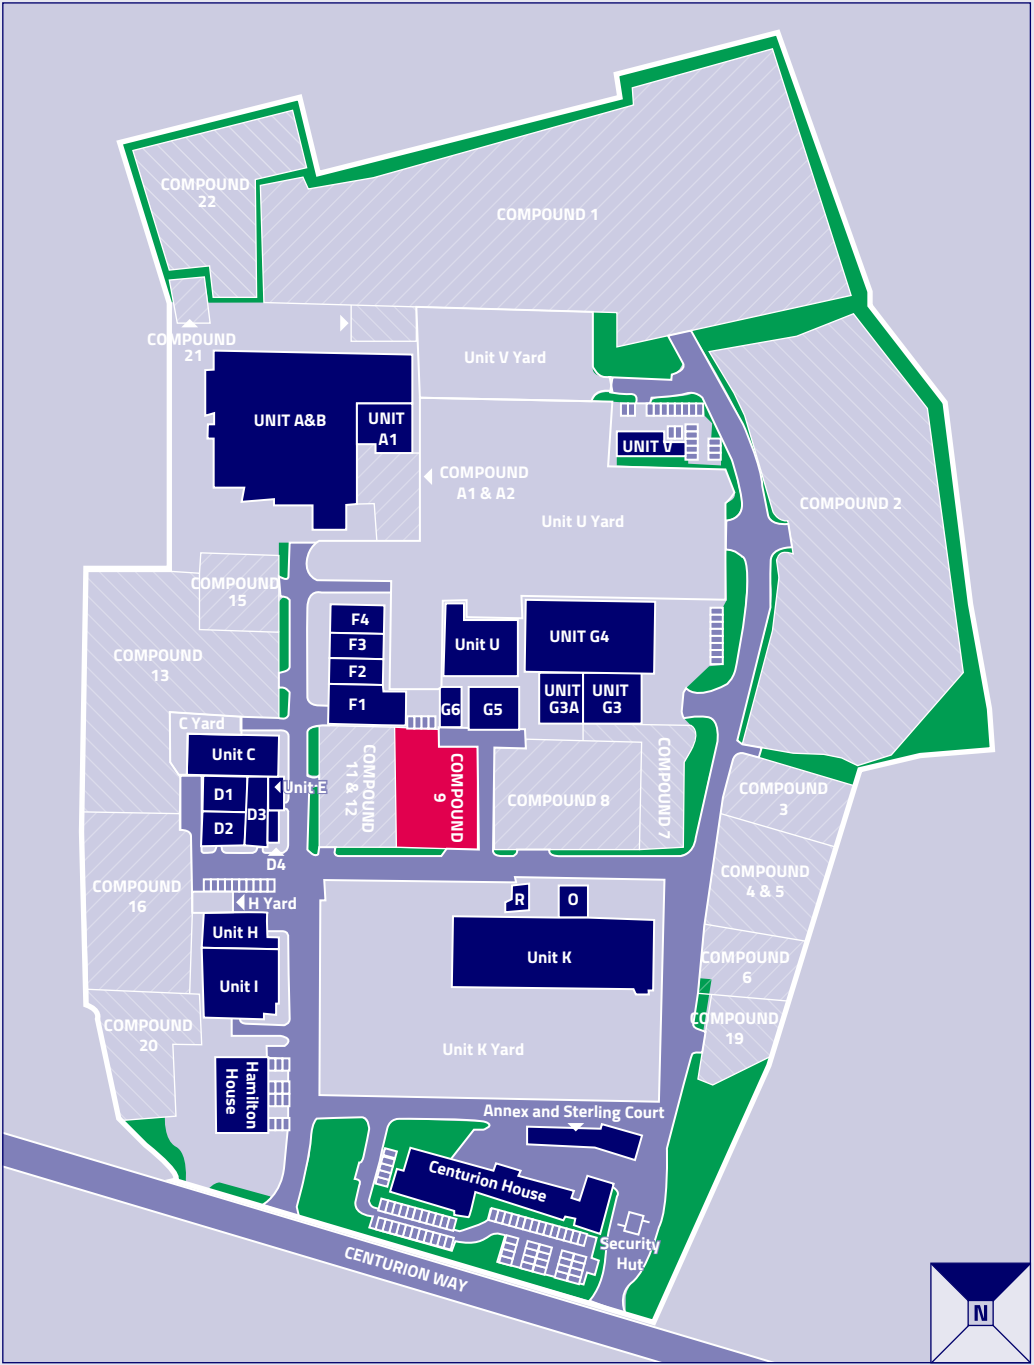 COMPOUND
22
COMPOUND 1
COMPOUND
21
Unit V Yard
UNIT A&B
UNIT
A1
UNIT V
COMPOUND
A1 & A2
Unit U Yard
COMPOUND 2
COMPOUND
15
COMPOUND
13
F4
F3
F2
F1
Unit U
UNIT G4
UNIT
G3A
UNIT
G3
G6
G5
C Yard
Unit C
D1
D2
D3
Unit E
D4
COMPOUND
11 & 12
COMPOUND
9
COMPOUND 8
COMPOUND 7
COMPOUND
3
COMPOUND
4 & 5
COMPOUND
16
H Yard
Unit H
Unit I
R
O
Unit K
COMPOUND
6
COMPOUND
19
COMPOUND
20
Unit K Yard
Hamilton
House
Annex and Sterling Court
Centurion House
Security
Hut
CENTURION WAY
N